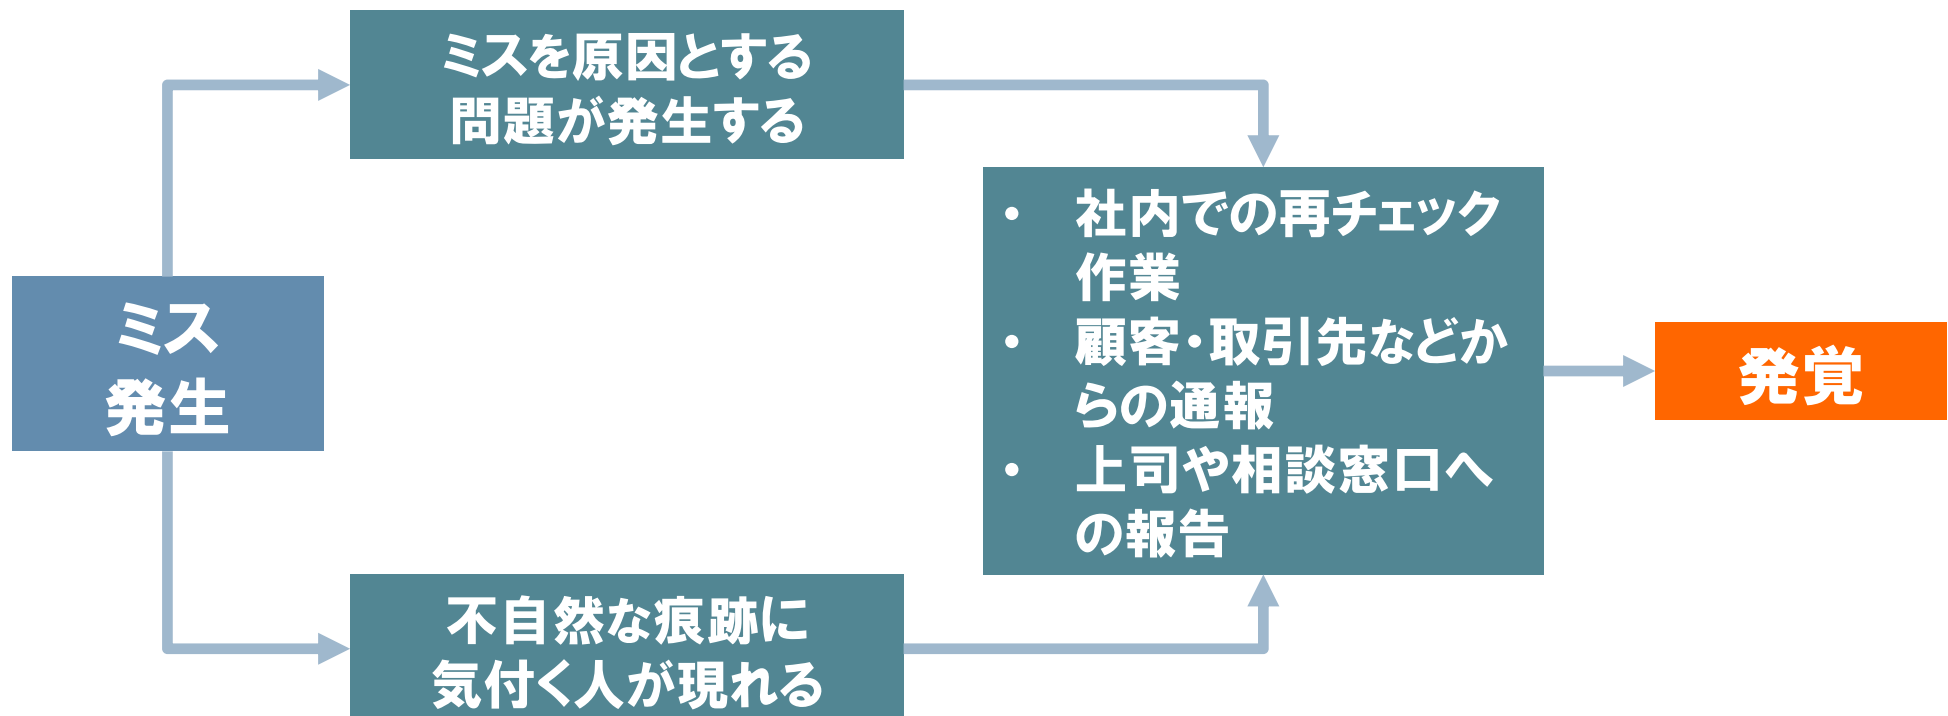 ミスを原因とする
問題が発生する
ミス
発生
• 社内での再チェック
作業
• 顧客・取引先などか
らの通報
• 上司や相談窓口へ
の報告
発覚
不自然な痕跡に
気付く人が現れる